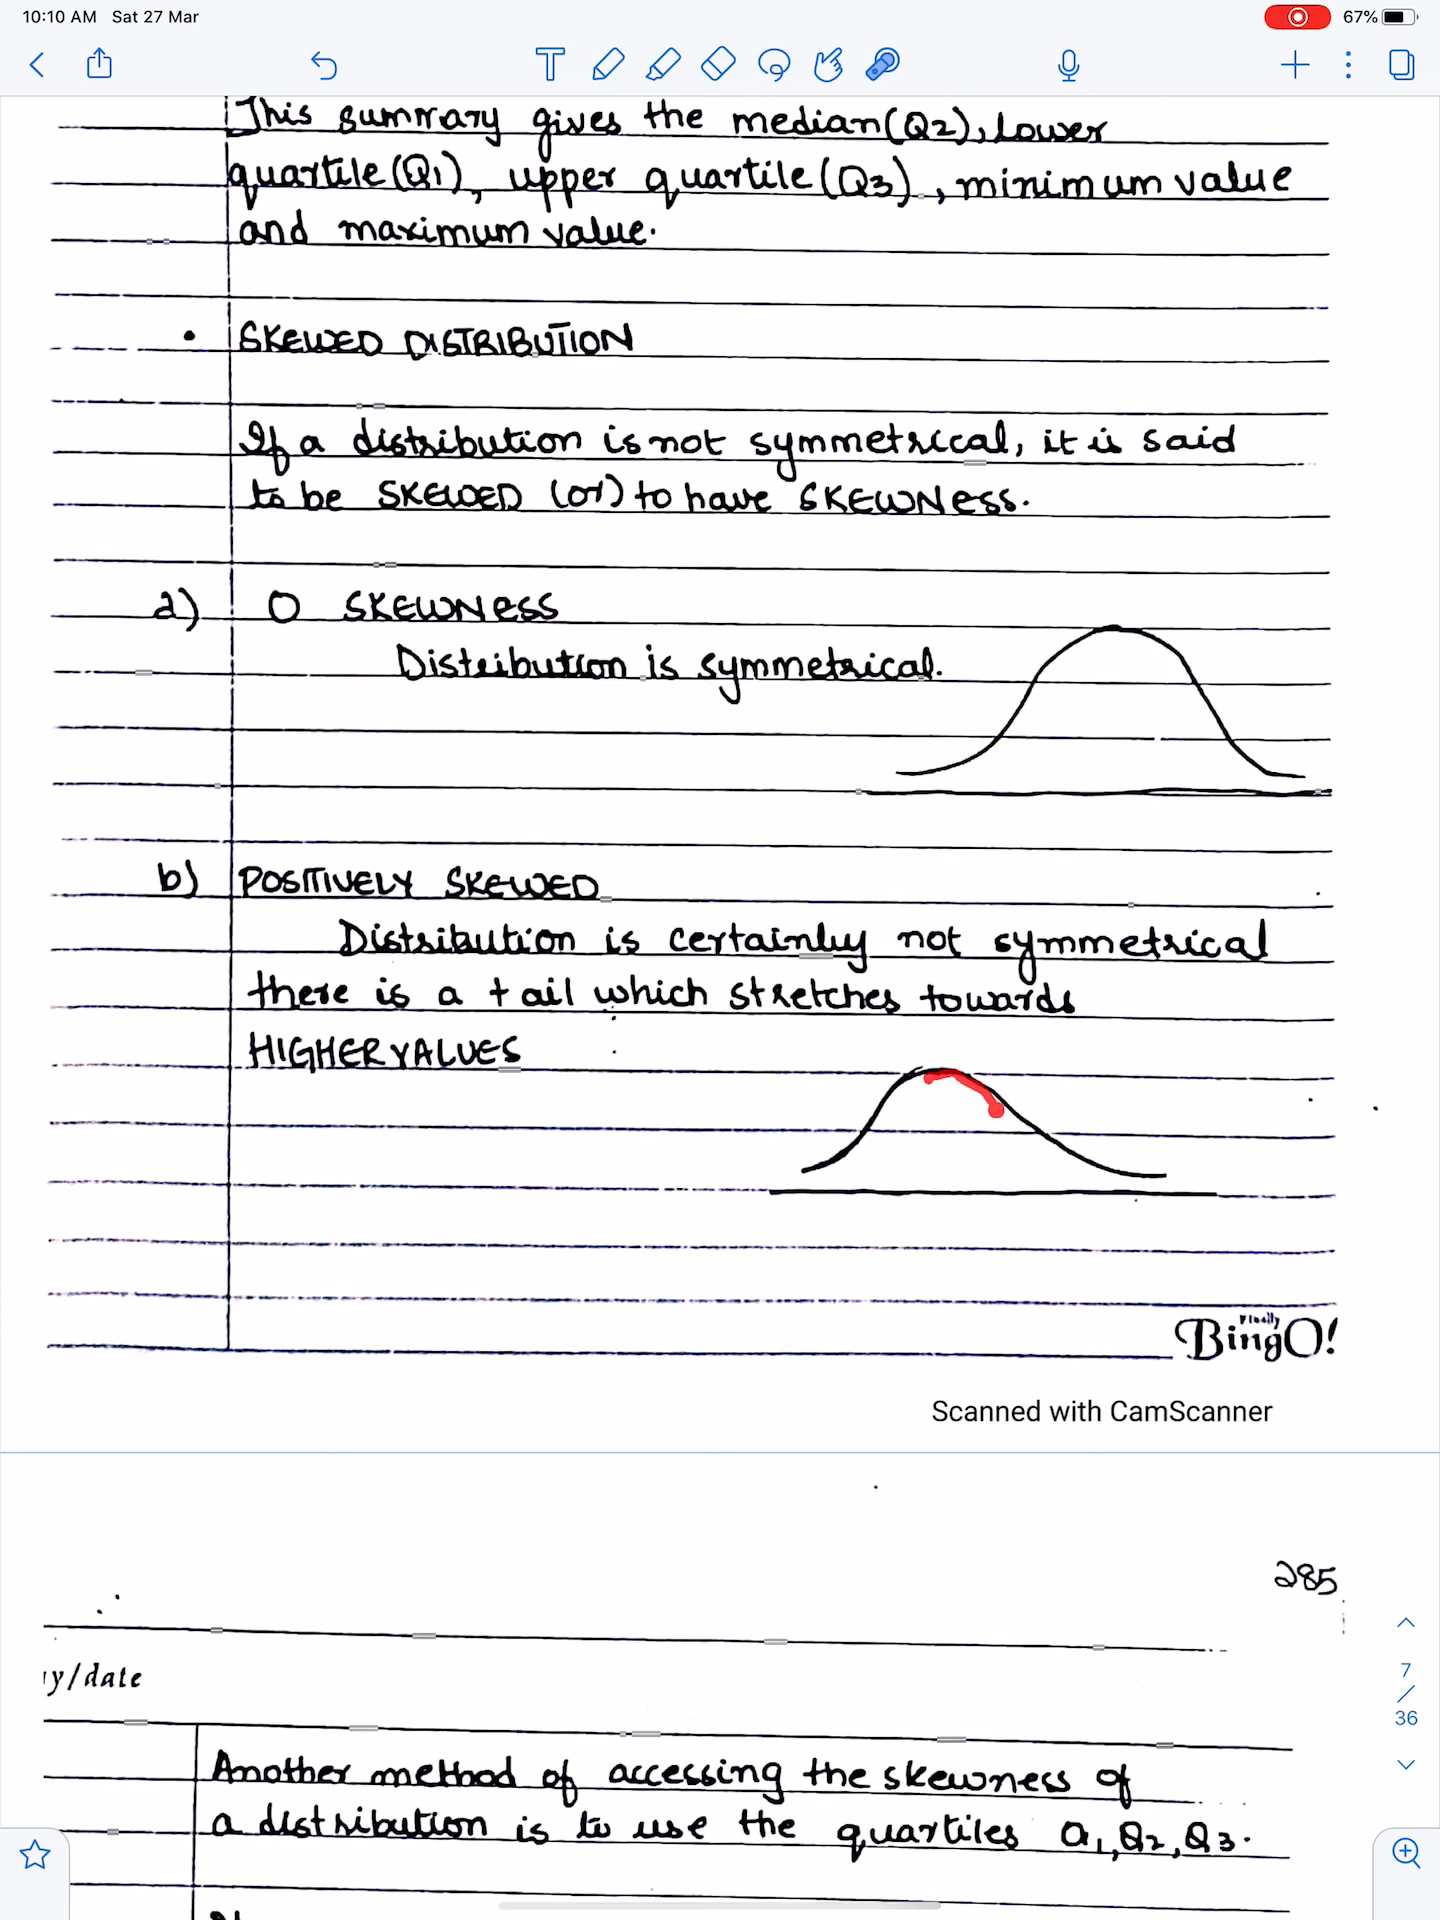 10:10 AM Sat 27 Mar
67%
This summary gives the median(Q2), Lower
quartile(Q1), upper quartile(Q3), minimum value
and maximum value.
• SKEWED DISTRIBUTION
If a distribution is not symmetrical, it is said
to be SKEWED (or) to have SKEWNESS.
a) 0 SKEWNESS
Distribution is symmetrical.
b) POSITIVELY SKEWED
Distribution is certainly not symmetrical
there is a tail which stretches towards
HIGHER VALUES
Finally
BingO!
Scanned with CamScanner
285
y/date
7
/
36
Another method of accessing the skewness of
a distribution is to use the quartiles Q1, Q2, Q3.